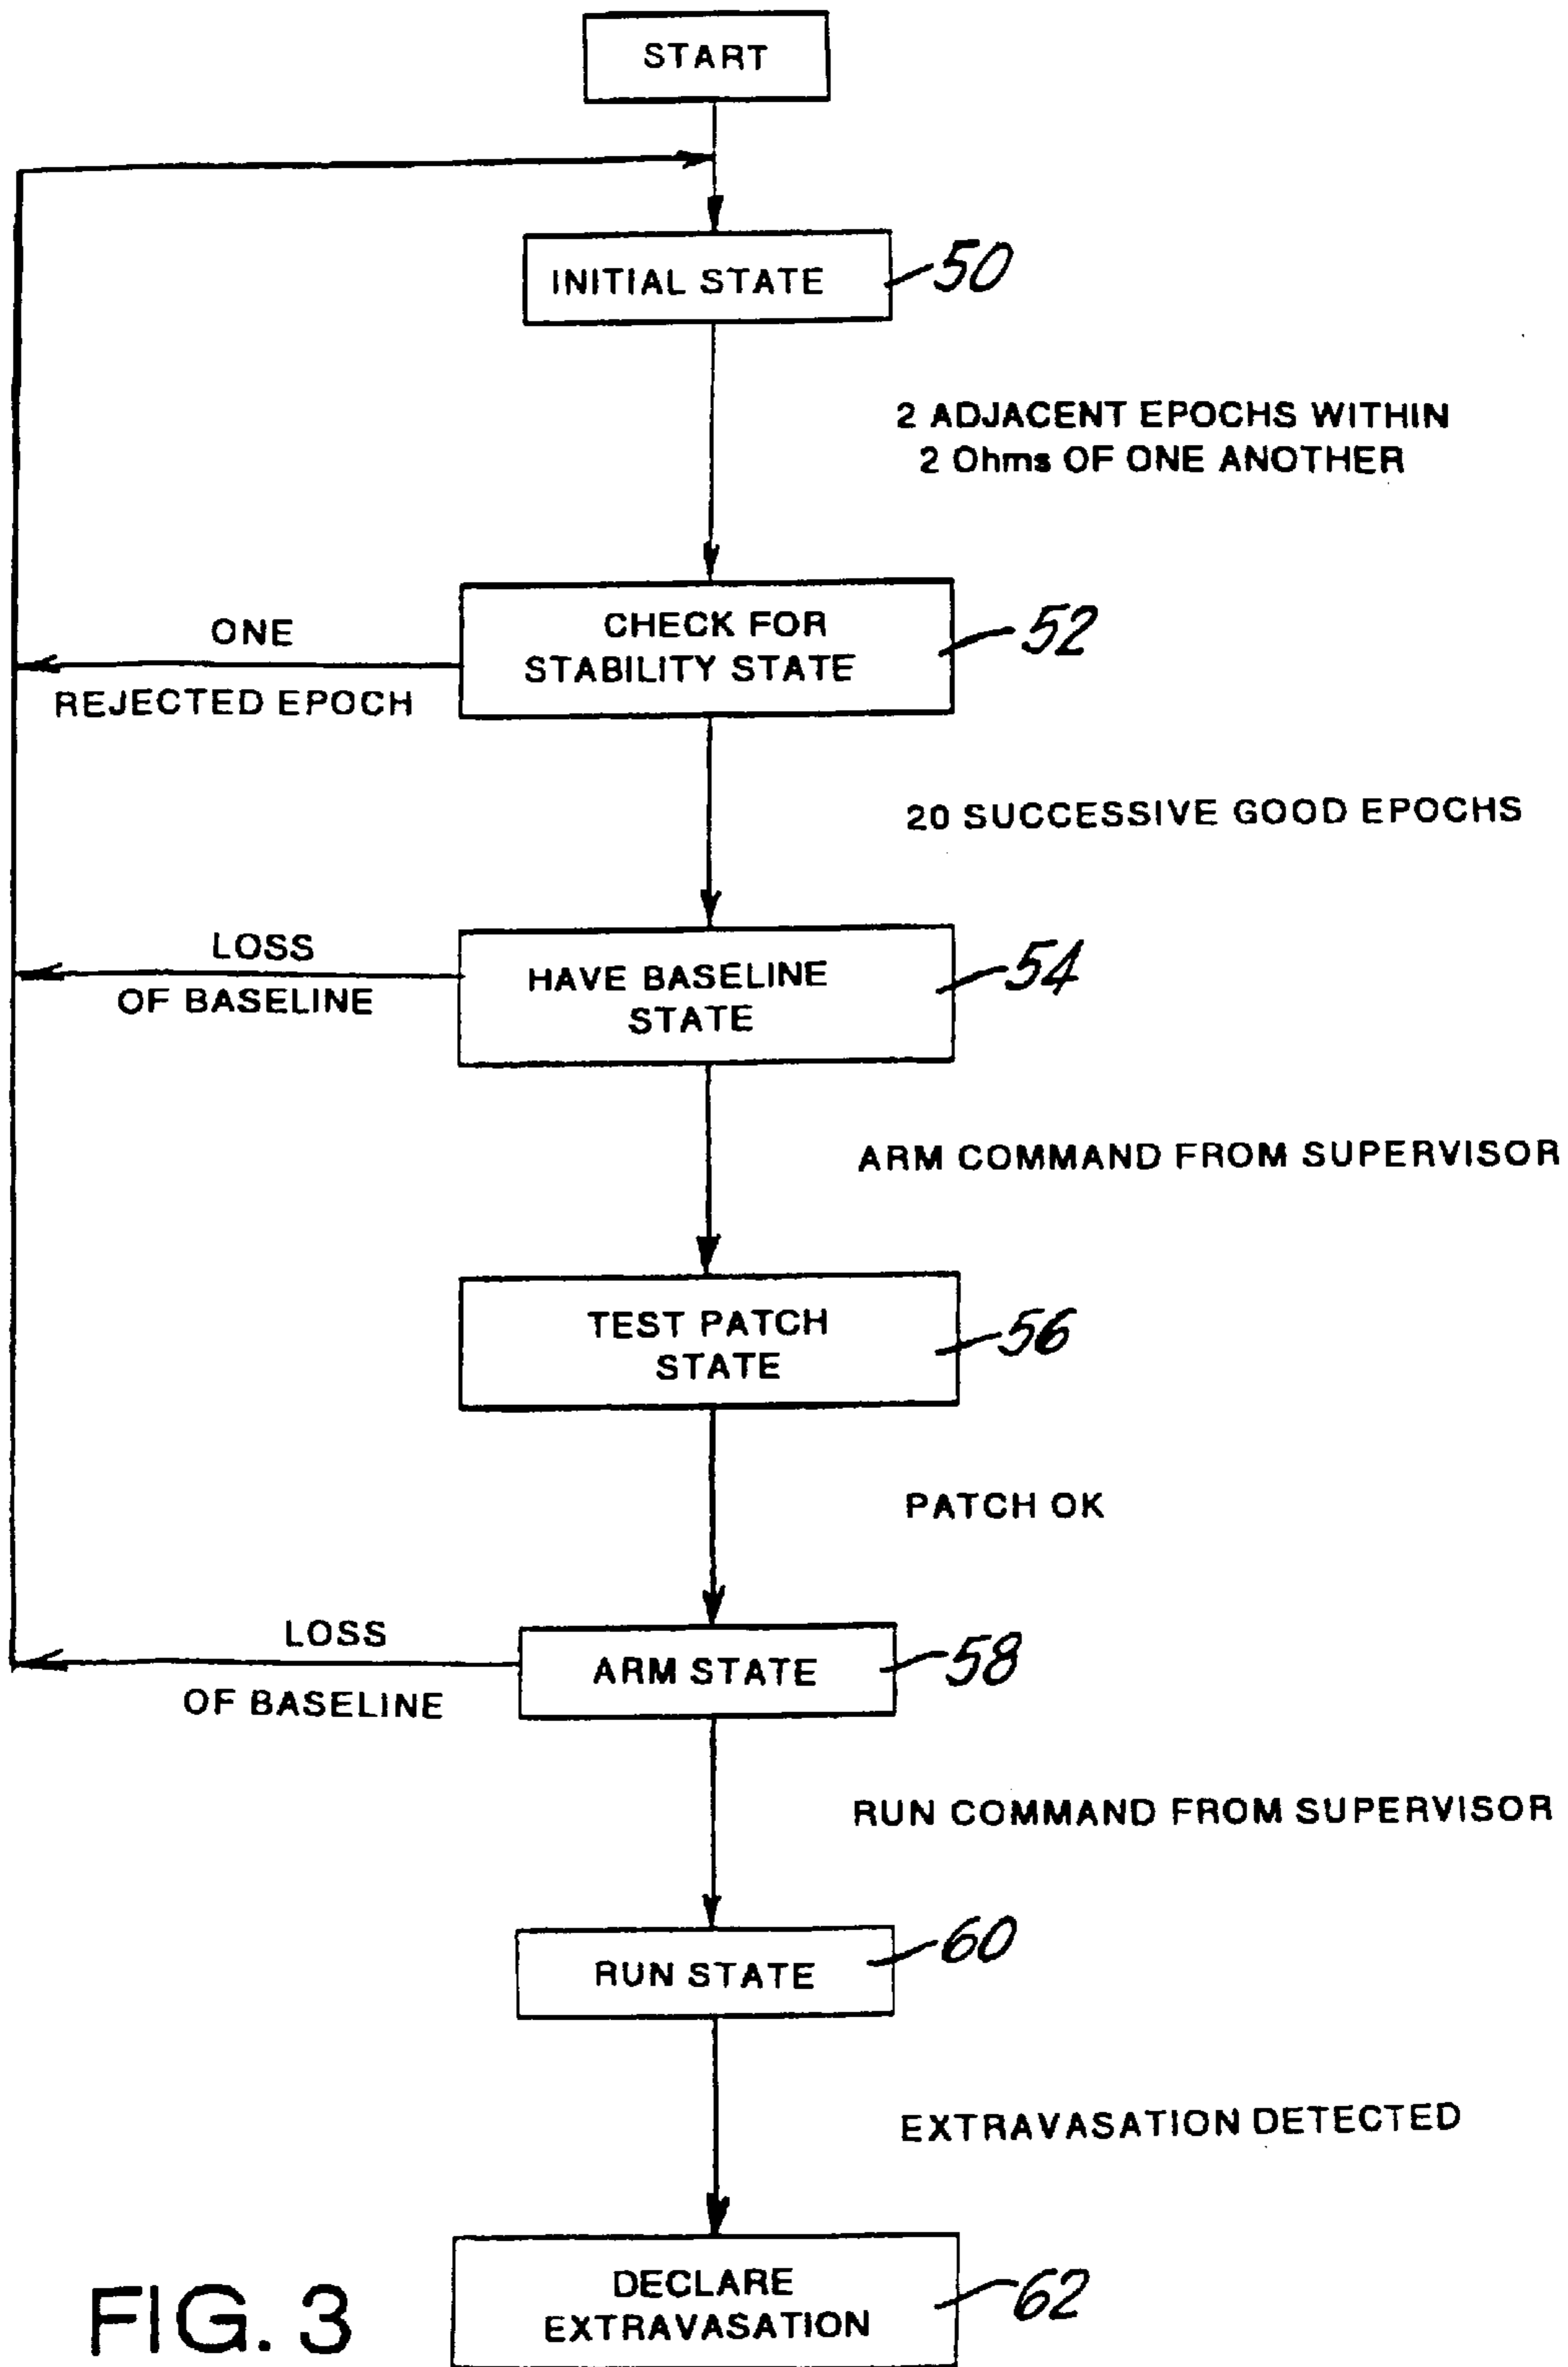 START
INITIAL STATE
50
2 ADJACENT EPOCHS WITHIN
2 Ohms OF ONE ANOTHER
CHECK FOR
STABILITY STATE
52
ONE
REJECTED EPOCH
20 SUCCESSIVE GOOD EPOCHS
HAVE BASELINE
STATE
54
LOSS
OF BASELINE
ARM COMMAND FROM SUPERVISOR
TEST PATCH
STATE
56
PATCH OK
ARM STATE
58
LOSS
OF BASELINE
RUN COMMAND FROM SUPERVISOR
RUN STATE
60
EXTRAVASATION DETECTED
DECLARE
EXTRAVASATION
62
FIG. 3